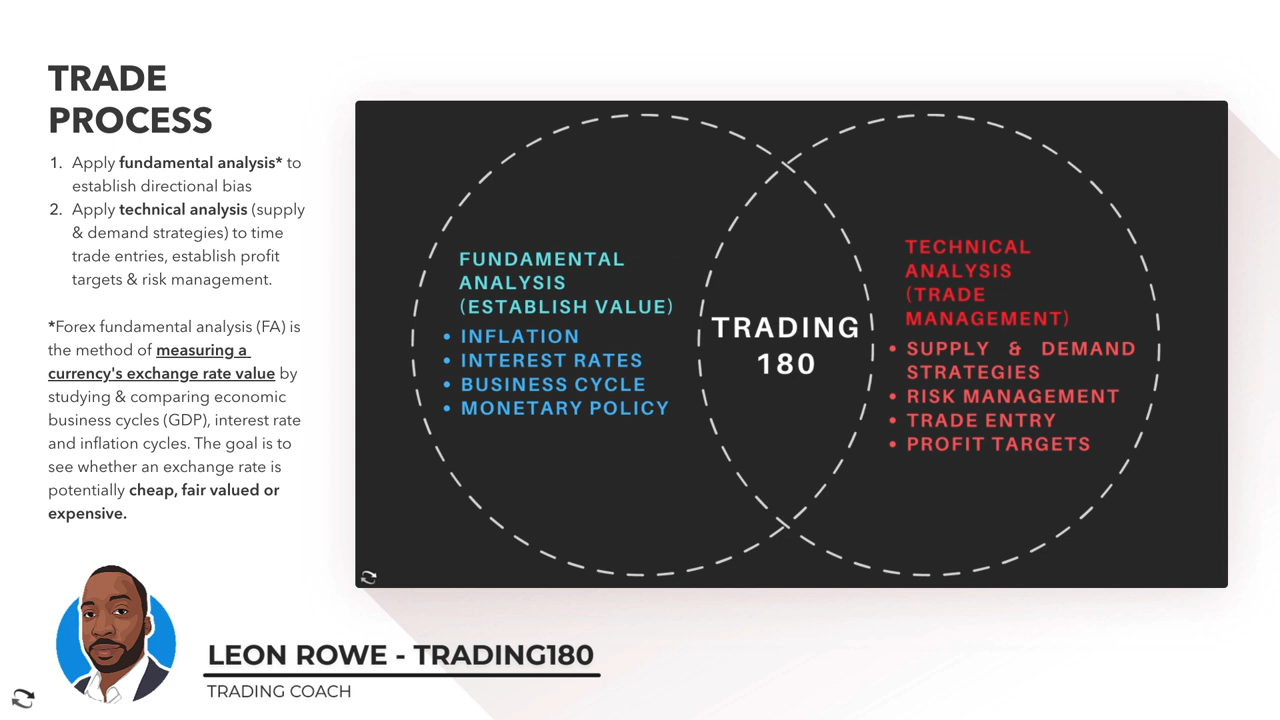 TRADE
PROCESS
1. Apply fundamental analysis* to
establish directional bias
2. Apply technical analysis (supply
& demand strategies) to time
trade entries, establish profit
targets & risk management.
*Forex fundamental analysis (FA) is
the method of measuring a
currency's exchange rate value by
studying & comparing economic
business cycles (GDP), interest rate
and inflation cycles. The goal is to
see whether an exchange rate is
potentially cheap, fair valued or
expensive.
FUNDAMENTAL
ANALYSIS
(ESTABLISH VALUE)
• INFLATION
• INTEREST RATES
• BUSINESS CYCLE
• MONETARY POLICY
TRADING
180
TECHNICAL
ANALYSIS
(TRADE
MANAGEMENT)
• SUPPLY & DEMAND
STRATEGIES
• RISK MANAGEMENT
• TRADE ENTRY
• PROFIT TARGETS
LEON ROWE - TRADING180
TRADING COACH